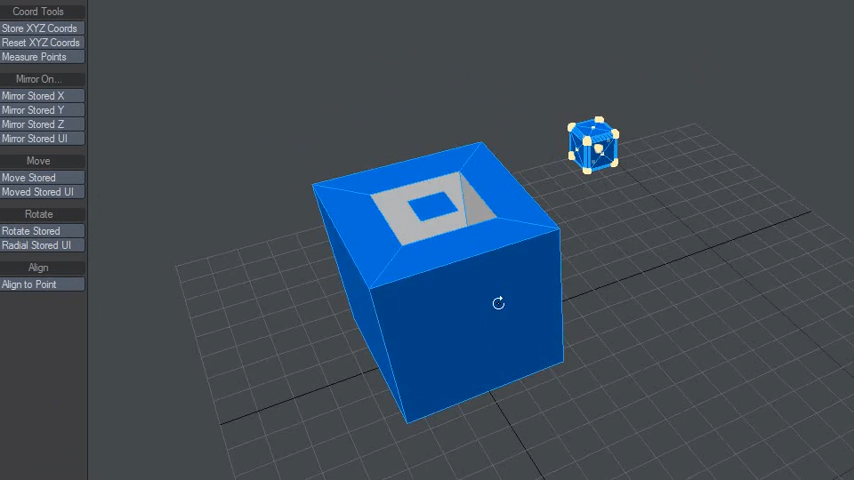 Coord Tools
Store XYZ Coords
Reset XYZ Coords
Measure Points
Mirror On...
Mirror Stored X
Mirror Stored Y
Mirror Stored Z
Mirror Stored UI
Move
Move Stored
Moved Stored UI
Rotate
Rotate Stored
Radial Stored UI
Align
Align to Point